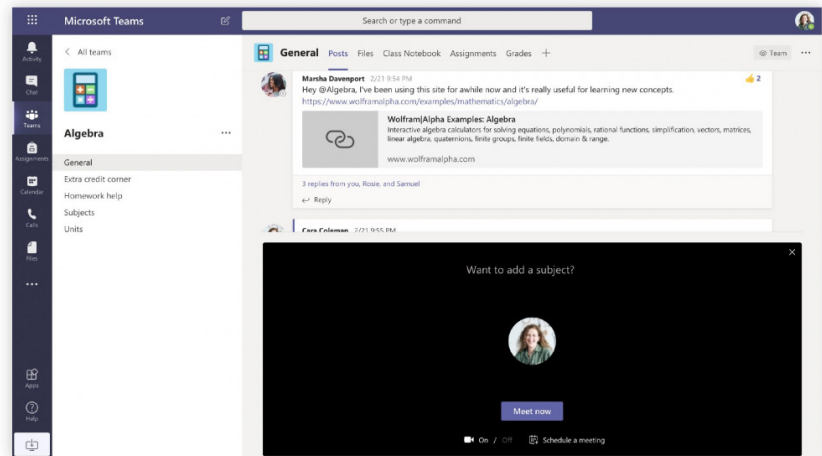 Microsoft Teams
Search or type a command
Activity
Chat
Teams
Assignments
Calendar
Calls
Files
Apps
Help
< All teams
Algebra
General
Extra credit corner
Homework help
Subjects
Units
General Posts Files Class Notebook Assignments Grades +
Team
Marsha Davenport 2/21 9:54 PM
2
Hey @Algebra, I've been using this site for awhile now and it's really useful for learning new concepts.
https://www.wolframalpha.com/examples/mathematics/algebra/
Wolfram|Alpha Examples: Algebra
Interactive algebra calculators for solving equations, polynomials, rational functions, simplification, vectors, matrices,
linear algebra, quaternions, finite groups, finite fields, domain & range.
www.wolframalpha.com
3 replies from you, Rosie, and Samuel
Reply
Cara Coleman 2/21 9:55 PM
Want to add a subject?
Meet now
On / Off Schedule a meeting